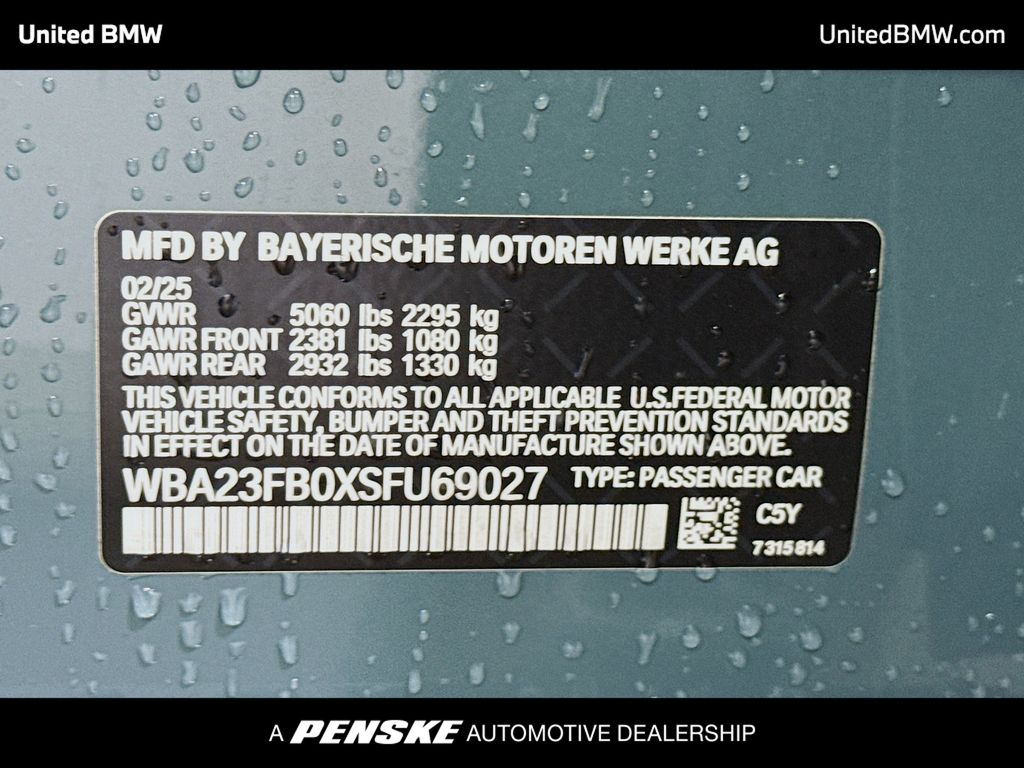 United BMW
UnitedBMW.com
MFD BY BAYERISCHE MOTOREN WERKE AG
02/25
GVWR 5060 lbs 2295 kg
GAWR FRONT 2381 lbs 1080 kg
GAWR REAR 2932 lbs 1330 kg
THIS VEHICLE CONFORMS TO ALL APPLICABLE U.S.FEDERAL MOTOR
VEHICLE SAFETY, BUMPER AND THEFT PREVENTION STANDARDS
IN EFFECT ON THE DATE OF MANUFACTURE SHOWN ABOVE.
WBA23FB0XSFU69027 TYPE: PASSENGER CAR
C5Y
7315814
A PENSKE AUTOMOTIVE DEALERSHIP